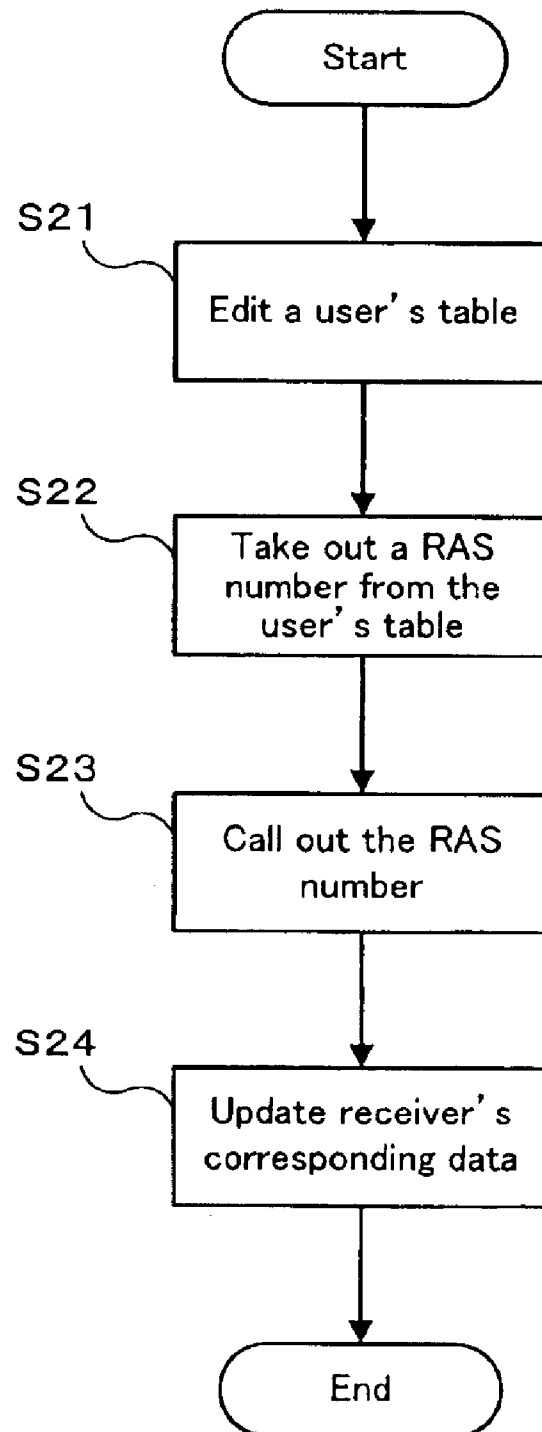 Start
S21
Edit a user's table
S22
Take out a RAS
number from the
user's table
S23
Call out the RAS
number
S24
Update receiver's
corresponding data
End